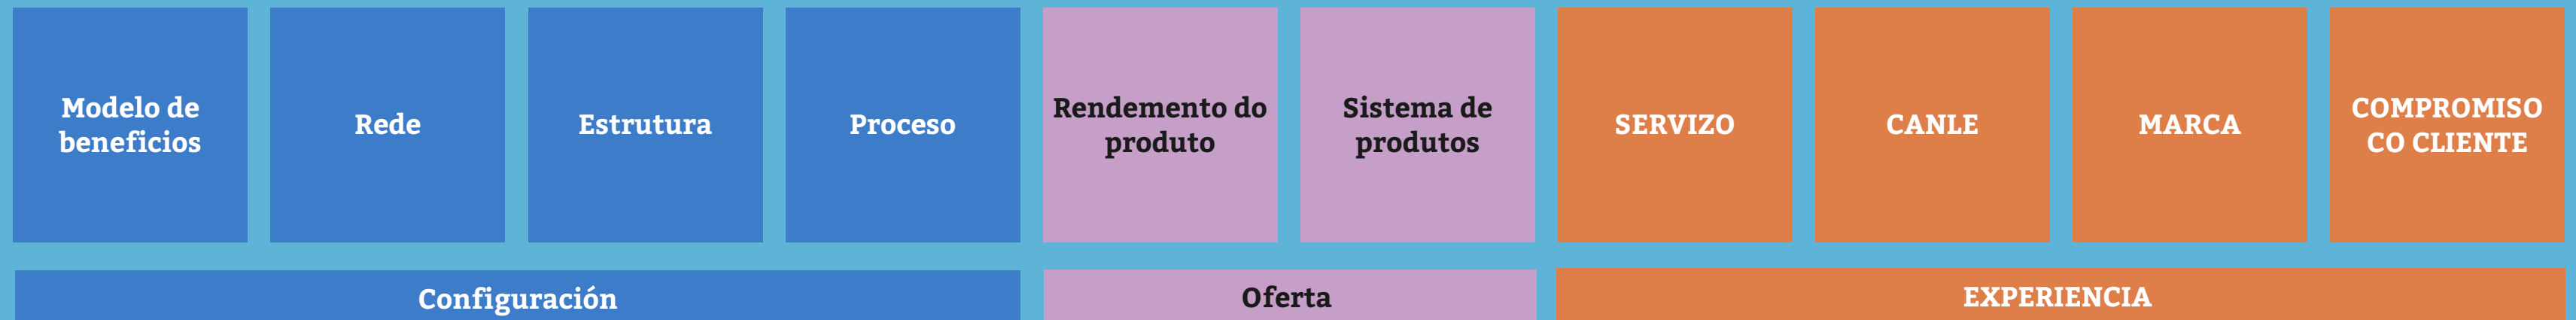 Modelo de
beneficios
Rede
Estrutura
Proceso
Rendemento do
produto
Sistema de
produtos
SERVIZO
CANLE
MARCA
COMPROMISO
CO CLIENTE
Configuración
Oferta
EXPERIENCIA